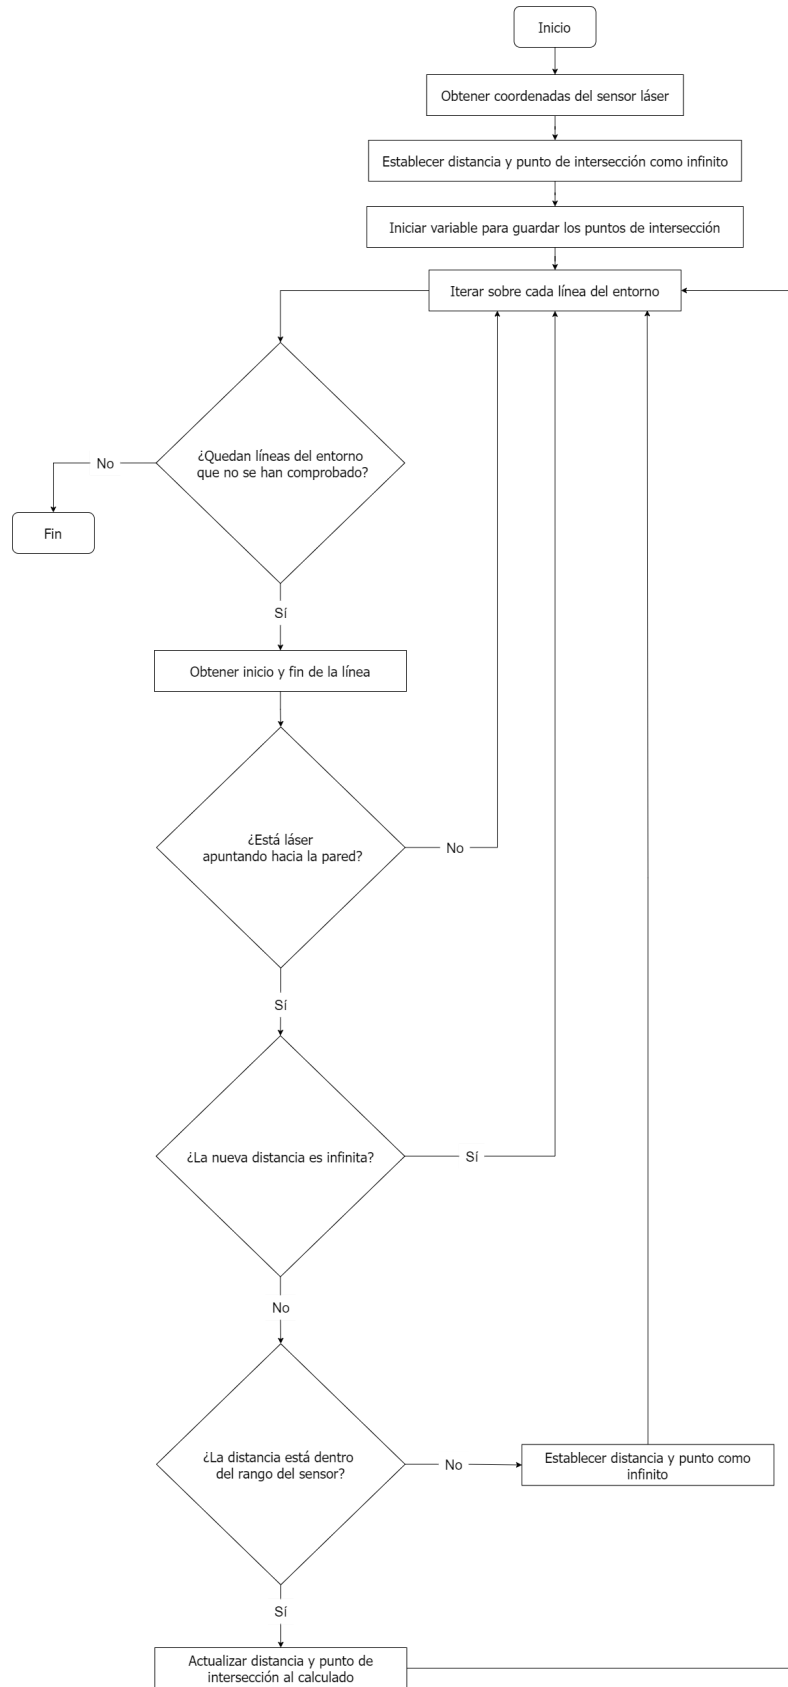 Inicio
Obtener coordenadas del sensor láser
Establecer distancia y punto de intersección como infinito
Iniciar variable para guardar los puntos de intersección
Iterar sobre cada línea del entorno
¿Quedan líneas del entorno
que no se han comprobado?
No
Fin
Sí
Obtener inicio y fin de la línea
¿Está láser
apuntando hacia la pared?
No
Sí
¿La nueva distancia es infinita?
Sí
No
¿La distancia está dentro
del rango del sensor?
No
Establecer distancia y punto como
infinito
Sí
Actualizar distancia y punto de
intersección al calculado